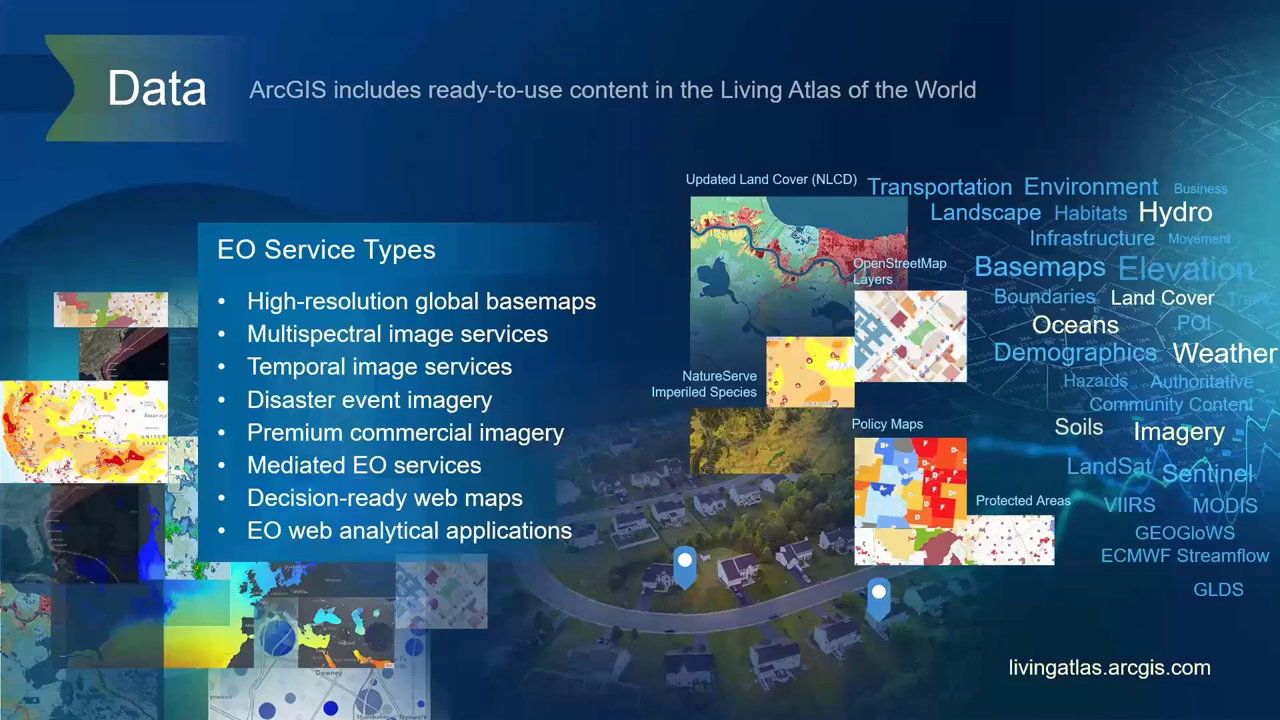 Data
ArcGIS includes ready-to-use content in the Living Atlas of the World
EO Service Types
• High-resolution global basemaps
• Multispectral image services
• Temporal image services
• Disaster event imagery
• Premium commercial imagery
• Mediated EO services
• Decision-ready web maps
• EO web analytical applications
Updated Land Cover (NLCD)
OpenStreetMap
Layers
NatureServe
Imperiled Species
Policy Maps
Protected Areas
Transportation Environment Business
Landscape Habitats Hydro
Infrastructure Movement
Basemaps Elevation
Boundaries Land Cover
Oceans POI
Demographics Weather
Hazards Authoritative
Community Content
Soils Imagery
LandSat Sentinel
VIIRS MODIS
GEOGloWS
ECMWF Streamflow
GLDS
livingatlas.arcgis.com
UNITED
STATES
Downey